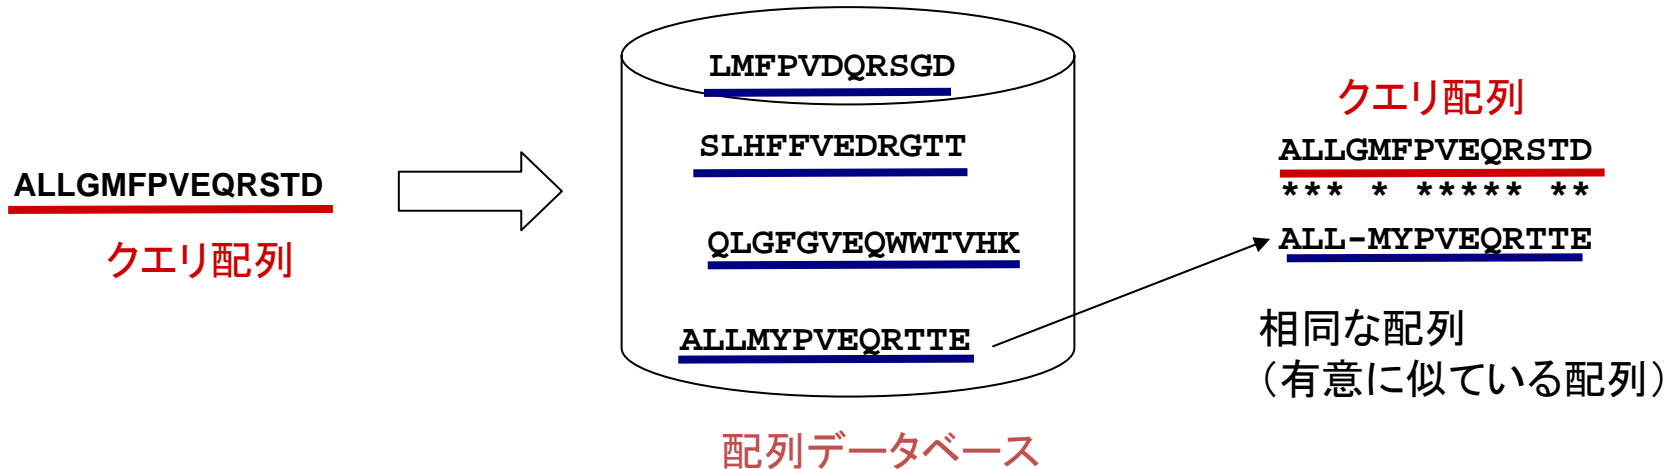 ALLGMFPVEQRSTD
クエリ配列
LMFPVDQRSGD
SLHFFVEDRGTT
QLGFGVEQWWTVHK
ALLMYPVEQRTTE
配列データベース
クエリ配列
ALLGMFPVEQRSTD
*** * ***** **
ALL-MYPVEQRTTE
相同な配列
（有意に似ている配列）